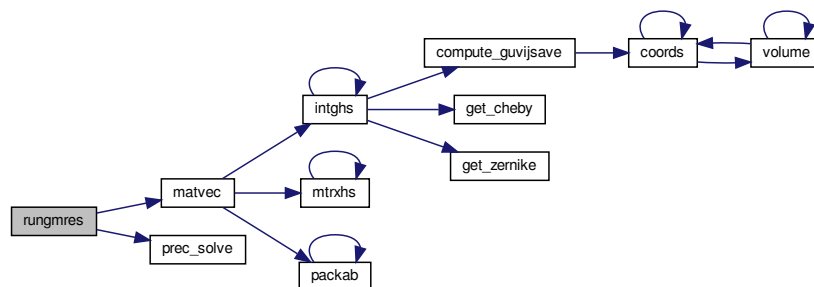 compute_guvijsave
coords
volume
intghs
get_cheby
get_zernike
matvec
mtrxhs
rungmres
prec_solve
packab